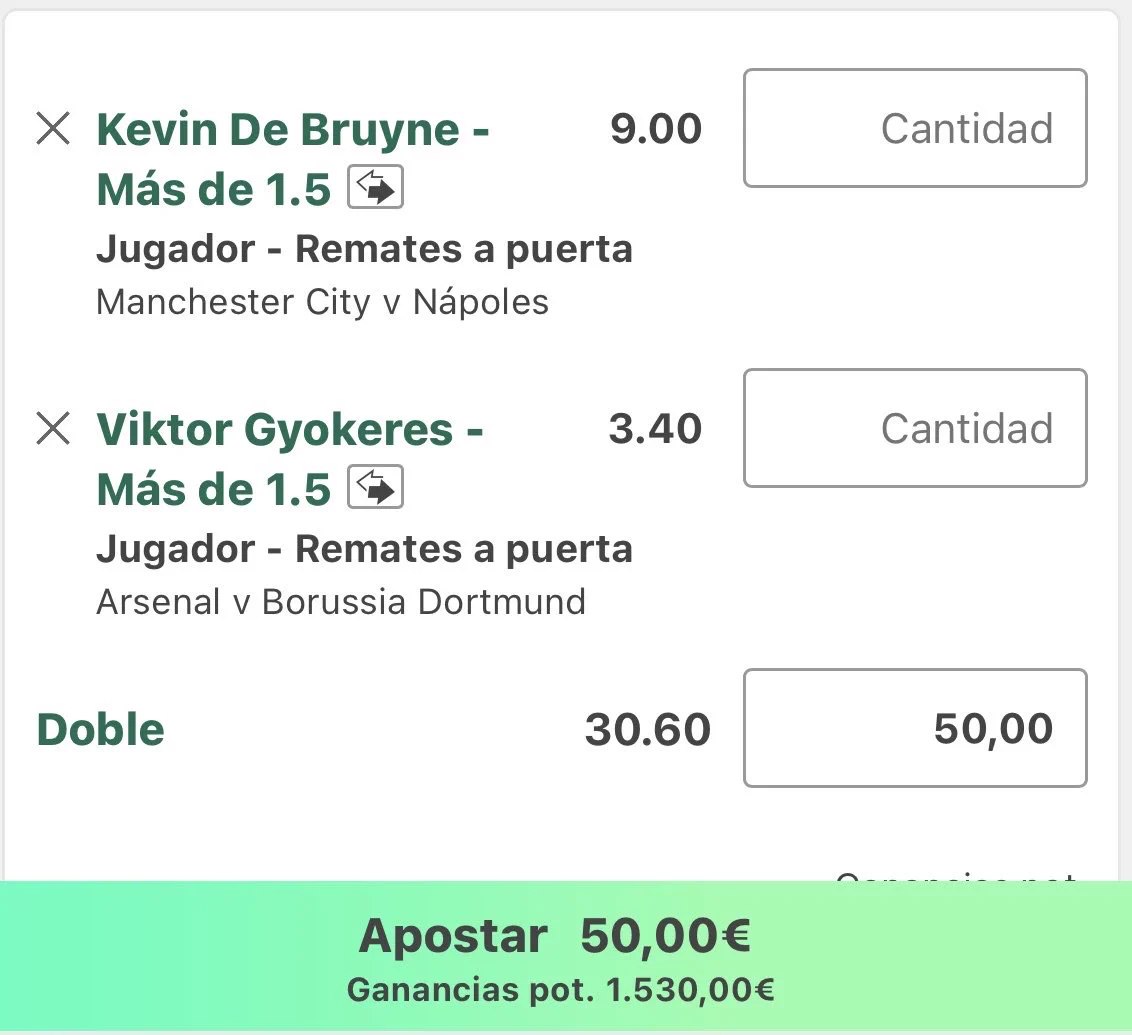 Kevin De Bruyne - 9.00 Cantidad
Más de 1.5
Jugador - Remates a puerta
Manchester City v Nápoles
Viktor Gyokeres - 3.40 Cantidad
Más de 1.5
Jugador - Remates a puerta
Arsenal v Borussia Dortmund
Doble 30.60 50,00
Ganancias pot.
Apostar 50,00€
Ganancias pot. 1.530,00€